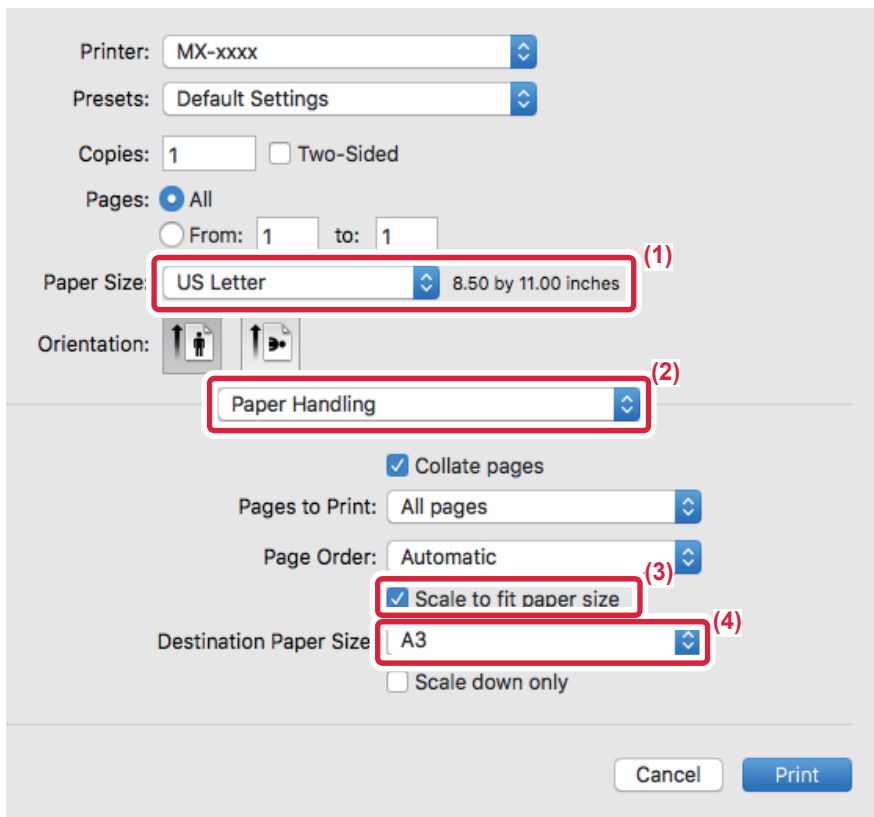 Printer: MX-xxxx
Presets: Default Settings
Copies: 1 Two-Sided
Pages: All
From: 1 to: 1
(1)
Paper Size: US Letter 8.50 by 11.00 inches
Orientation:
(2)
Paper Handling
Collate pages
Pages to Print: All pages
Page Order: Automatic
(3)
Scale to fit paper size
(4)
Destination Paper Size A3
Scale down only
Cancel Print